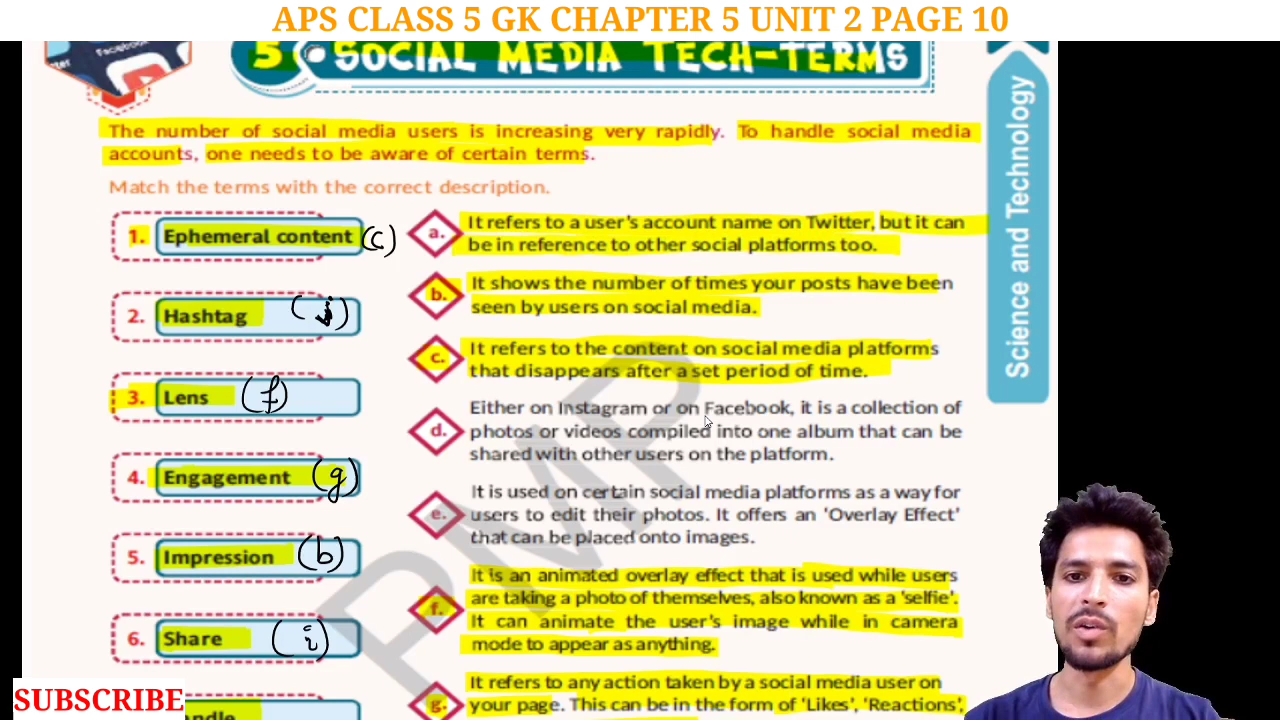 APS CLASS 5 GK CHAPTER 5 UNIT 2 PAGE 10
Facebook
5 SOCIAL MEDIA TECH-TERMS
Science and Technology
The number of social media users is increasing very rapidly. To handle social media
accounts, one needs to be aware of certain terms.
Match the terms with the correct description.
1. Ephemeral content (c)
2. Hashtag (j)
3. Lens (f)
4. Engagement (g)
5. Impression (b)
6. Share (i)
a. It refers to a user's account name on Twitter, but it can
be in reference to other social platforms too.
b. It shows the number of times your posts have been
seen by users on social media.
c. It refers to the content on social media platforms
that disappears after a set period of time.
d. Either on Instagram or on Facebook, it is a collection of
photos or videos compiled into one album that can be
shared with other users on the platform.
e. It is used on certain social media platforms as a way for
users to edit their photos. It offers an 'Overlay Effect'
that can be placed onto images.
f. It is an animated overlay effect that is used while users
are taking a photo of themselves, also known as a 'selfie'.
It can animate the user's image while in camera
mode to appear as anything.
g. It refers to any action taken by a social media user on
your page. This can be in the form of 'Likes', 'Reactions',
PMP
SUBSCRIBE